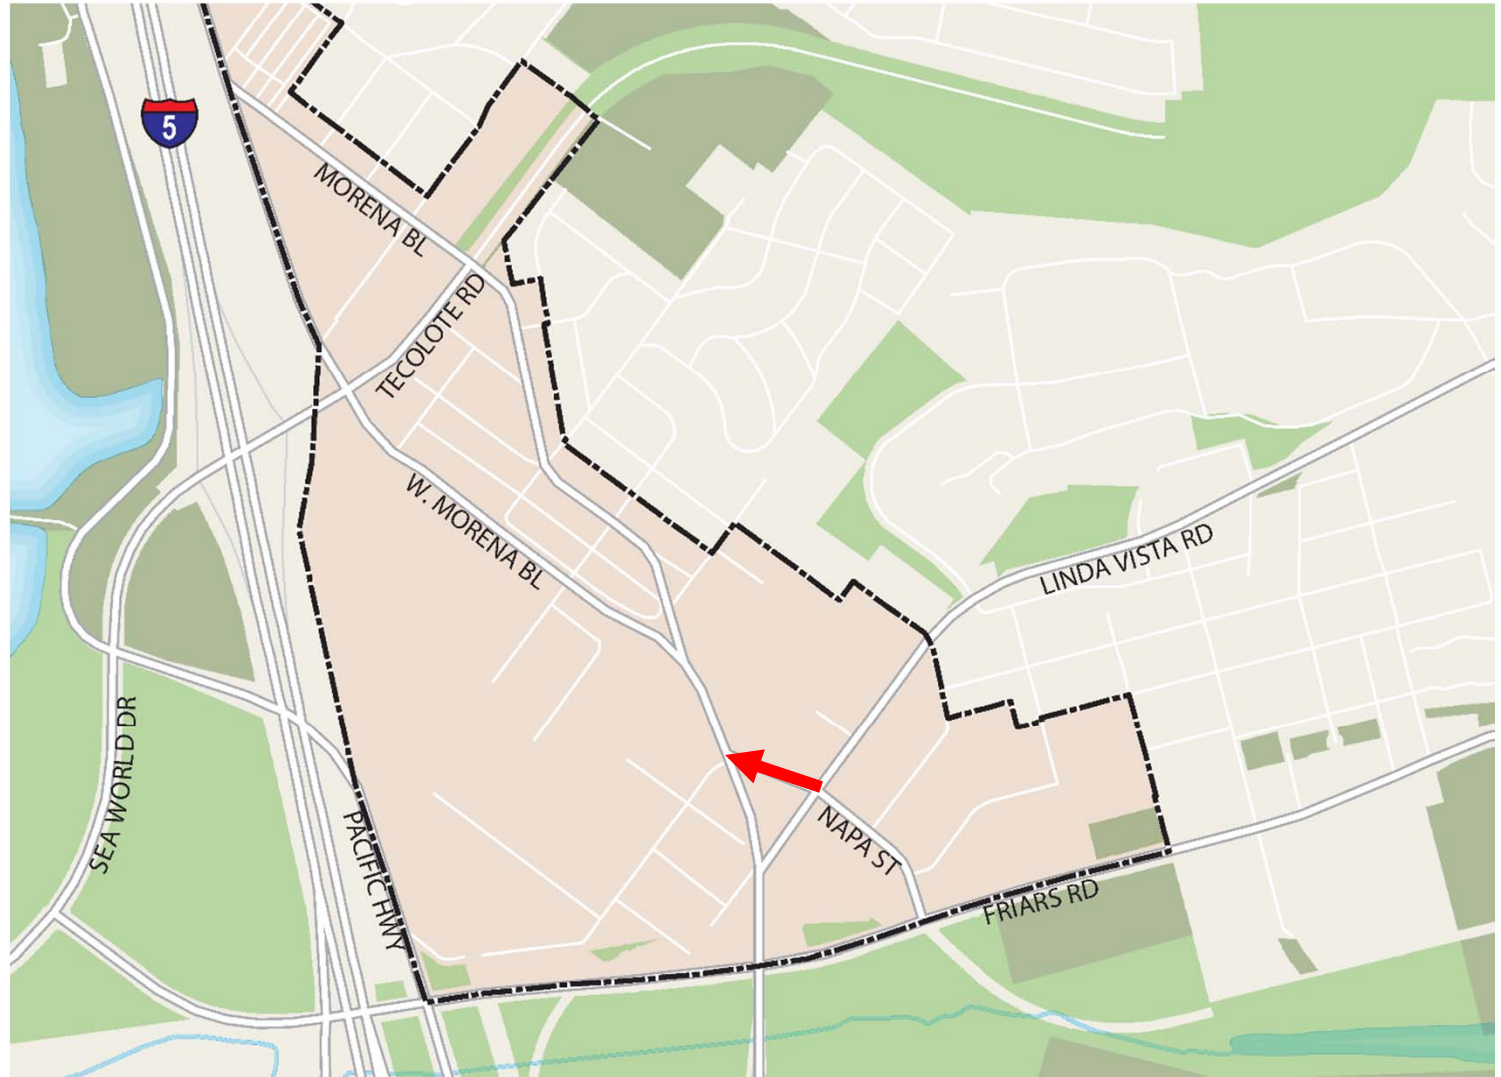 5
MORENA BL
TECOLOTE RD
W. MORENA BL
LINDA VISTA RD
SEA WORLD DR
PACIFIC HWY
NAPA ST
FRIARS RD